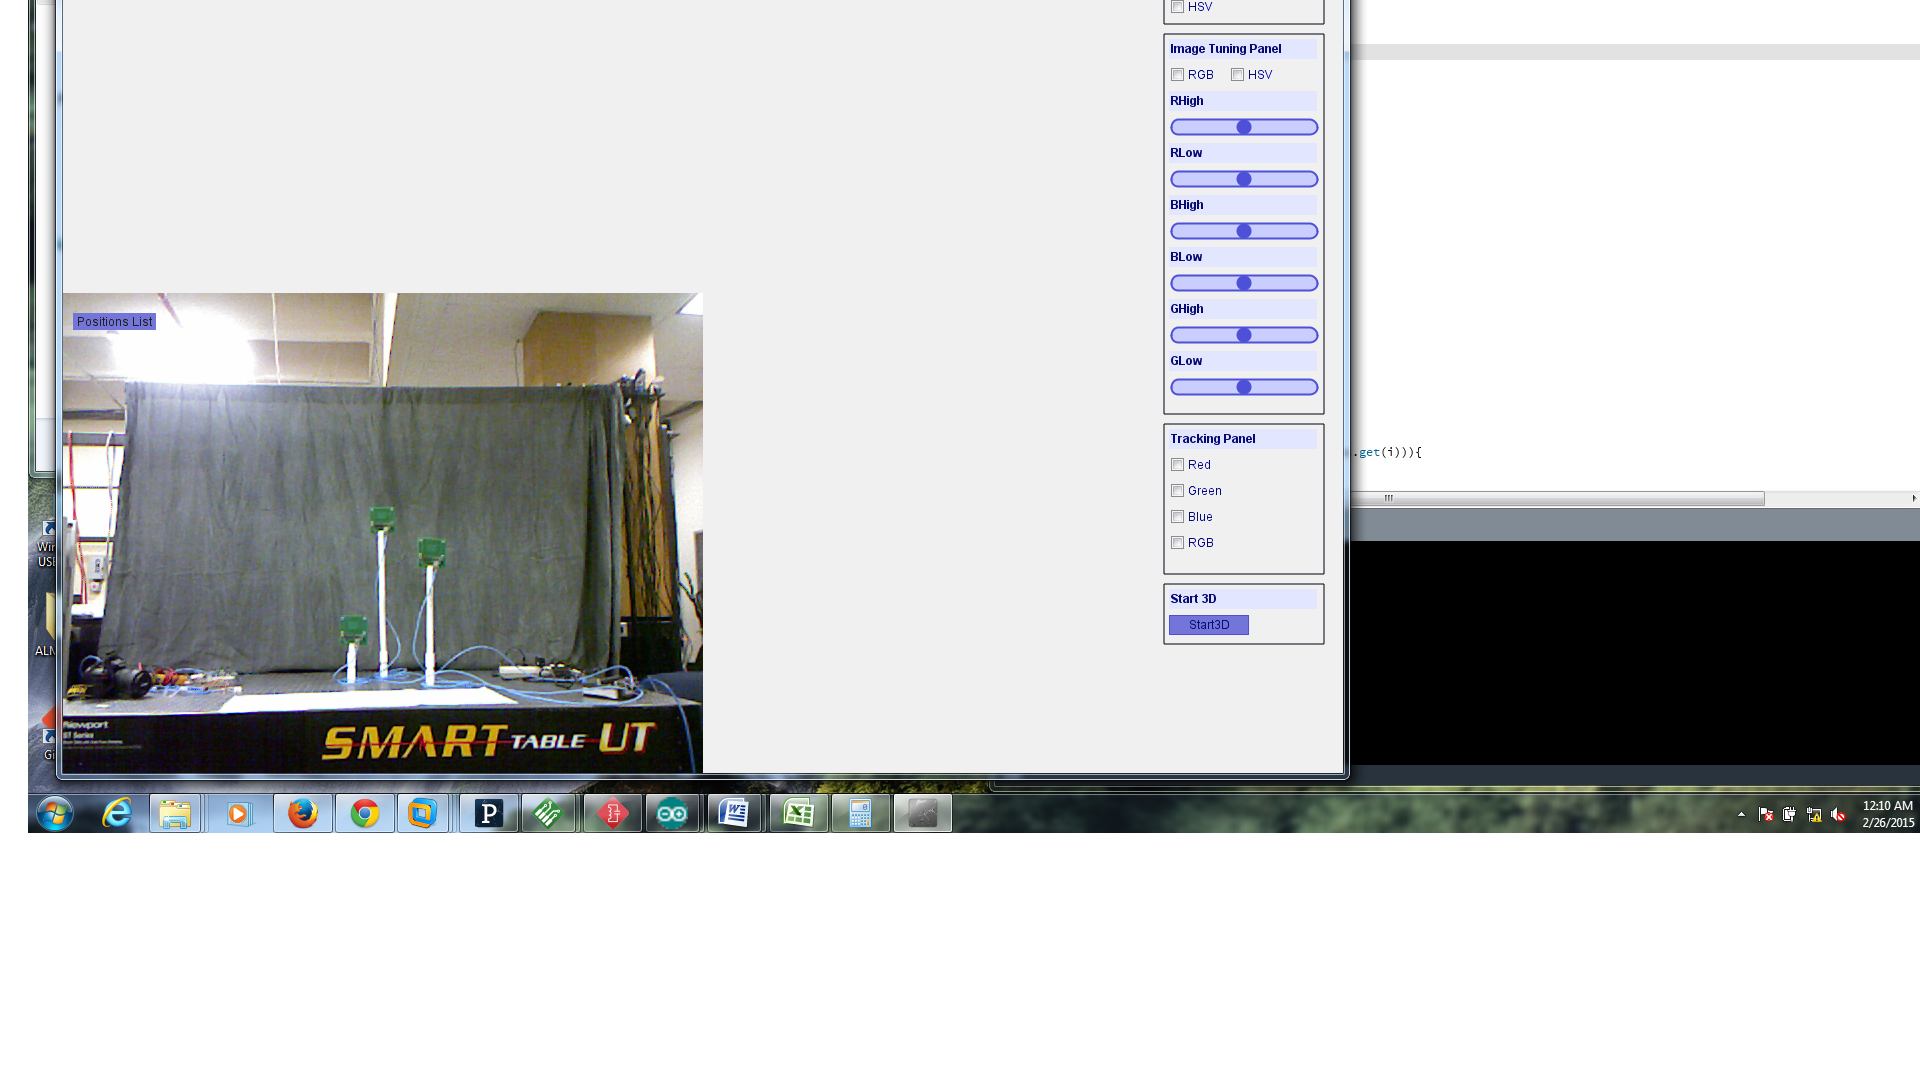 HSV
Image Tuning Panel
RGB HSV
RHigh
RLow
BHigh
BLow
GHigh
GLow
Tracking Panel
Red
Green
Blue
RGB
Start 3D
Start3D
Positions List
.get(i))){
Newport
ST Series
SMART TABLE UT
Win
USE
ALM
Gi
12:10 AM
2/26/2015